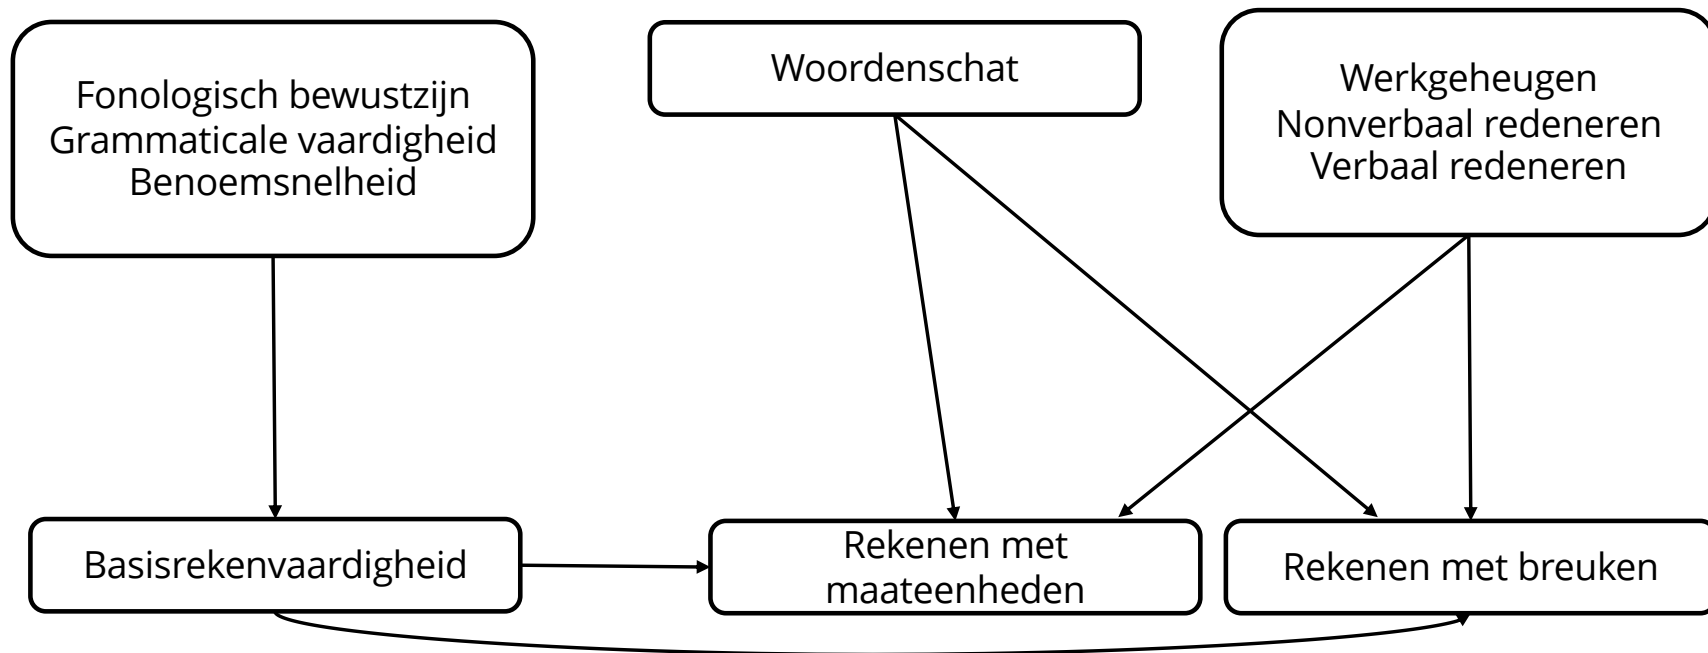 Fonologisch bewustzijn
Grammaticale vaardigheid
Benoemsnelheid
Woordenschat
Werkgeheugen
Nonverbaal redeneren
Verbaal redeneren
Basisrekenvaardigheid
Rekenen met
maateenheden
Rekenen met breuken